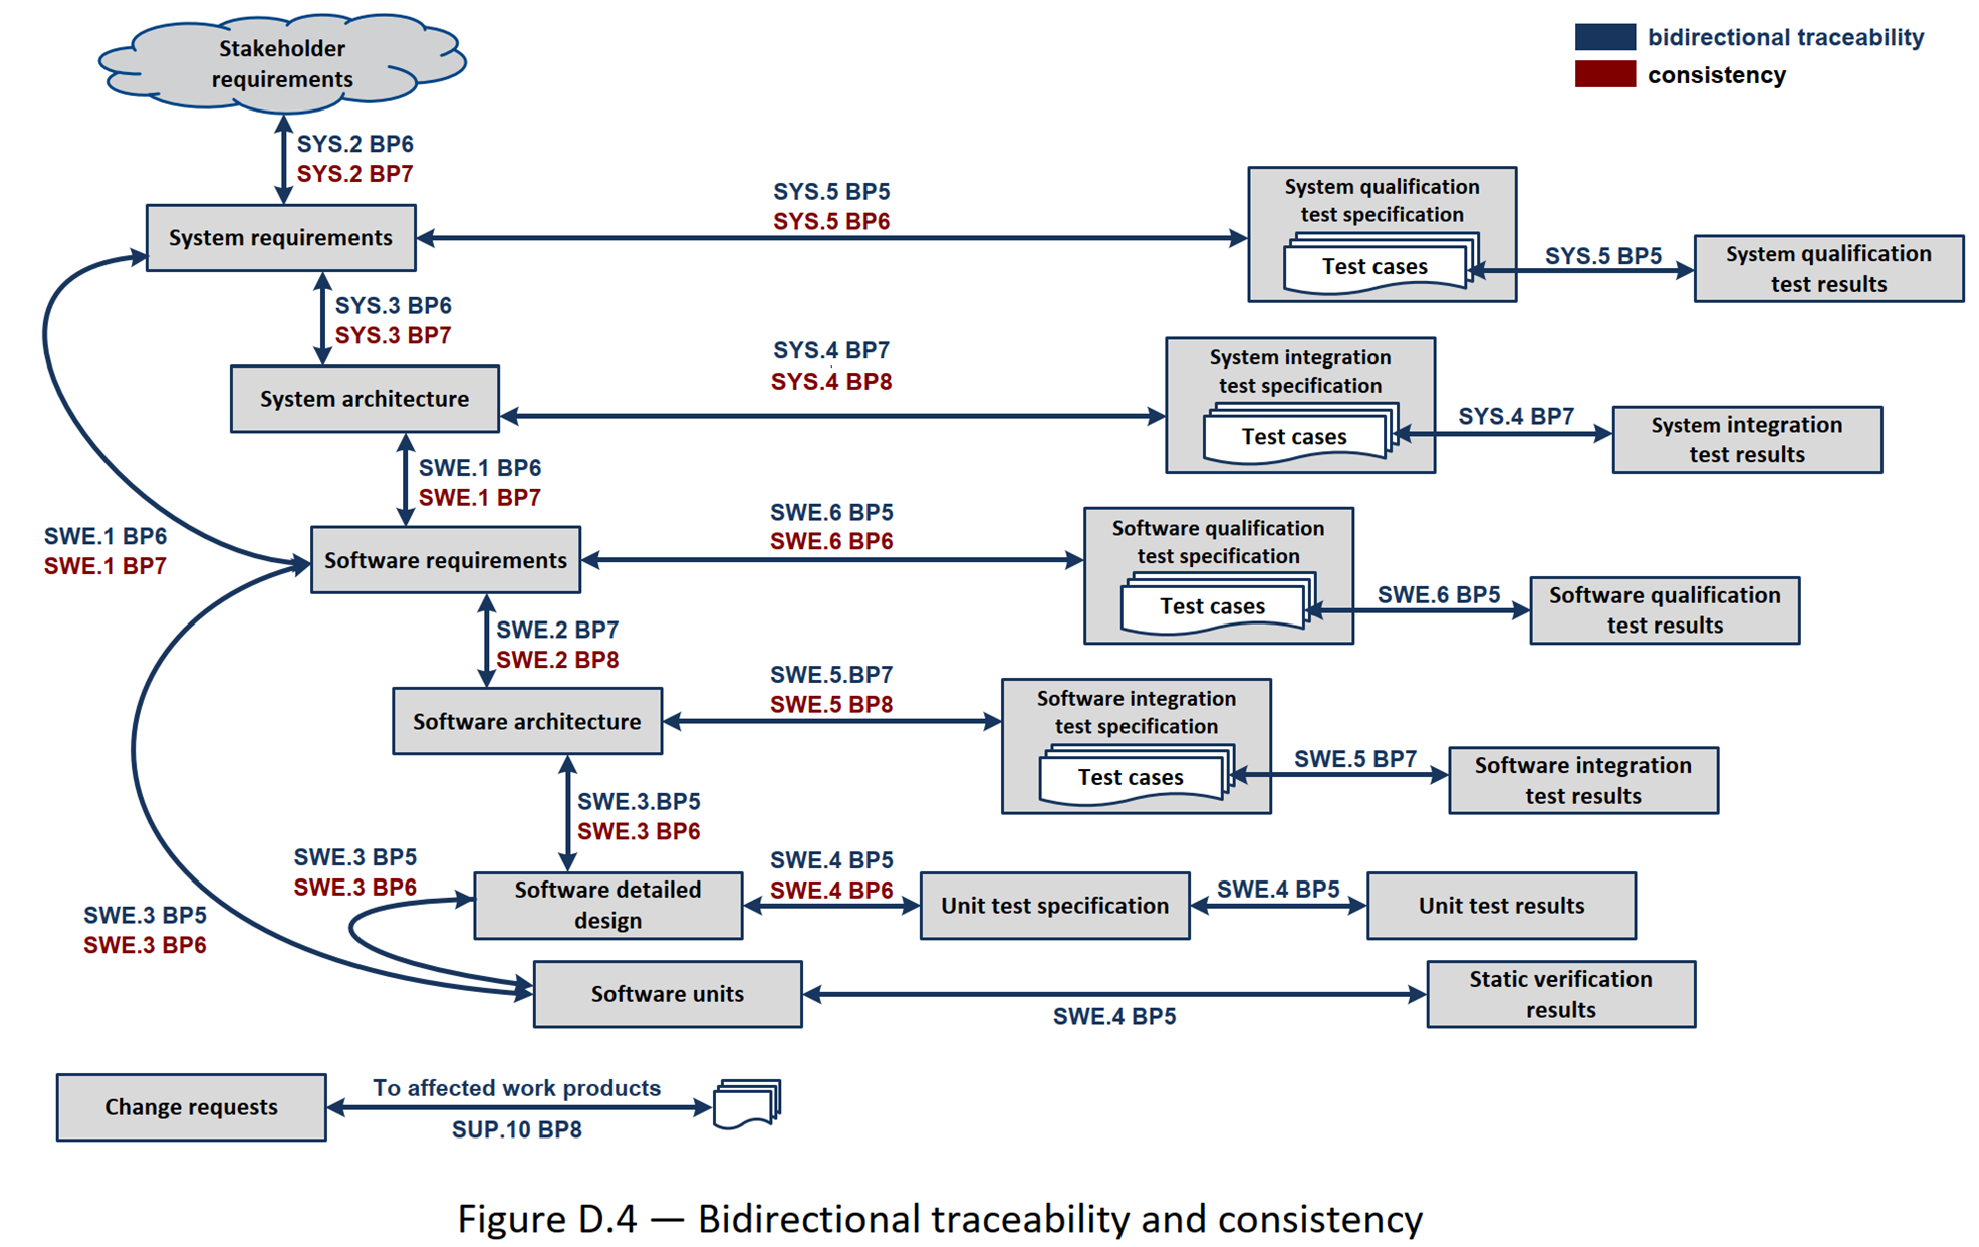 Stakeholder
requirements
bidirectional traceability
consistency
SYS.2 BP6
SYS.2 BP7
System requirements
SYS.5 BP5
SYS.5 BP6
System qualification
test specification
Test cases
SYS.5 BP5
System qualification
test results
SYS.3 BP6
SYS.3 BP7
System architecture
SYS.4 BP7
SYS.4 BP8
System integration
test specification
Test cases
SYS.4 BP7
System integration
test results
SWE.1 BP6
SWE.1 BP7
SWE.1 BP6
SWE.1 BP7
Software requirements
SWE.6 BP5
SWE.6 BP6
Software qualification
test specification
Test cases
SWE.6 BP5
Software qualification
test results
SWE.2 BP7
SWE.2 BP8
Software architecture
SWE.5.BP7
SWE.5 BP8
Software integration
test specification
Test cases
SWE.5 BP7
Software integration
test results
SWE.3.BP5
SWE.3 BP6
SWE.3 BP5
SWE.3 BP6
SWE.3 BP5
SWE.3 BP6
Software detailed
design
SWE.4 BP5
SWE.4 BP6
Unit test specification
SWE.4 BP5
Unit test results
Software units
SWE.4 BP5
Static verification
results
Change requests
To affected work products
SUP.10 BP8
Figure D.4 — Bidirectional traceability and consistency